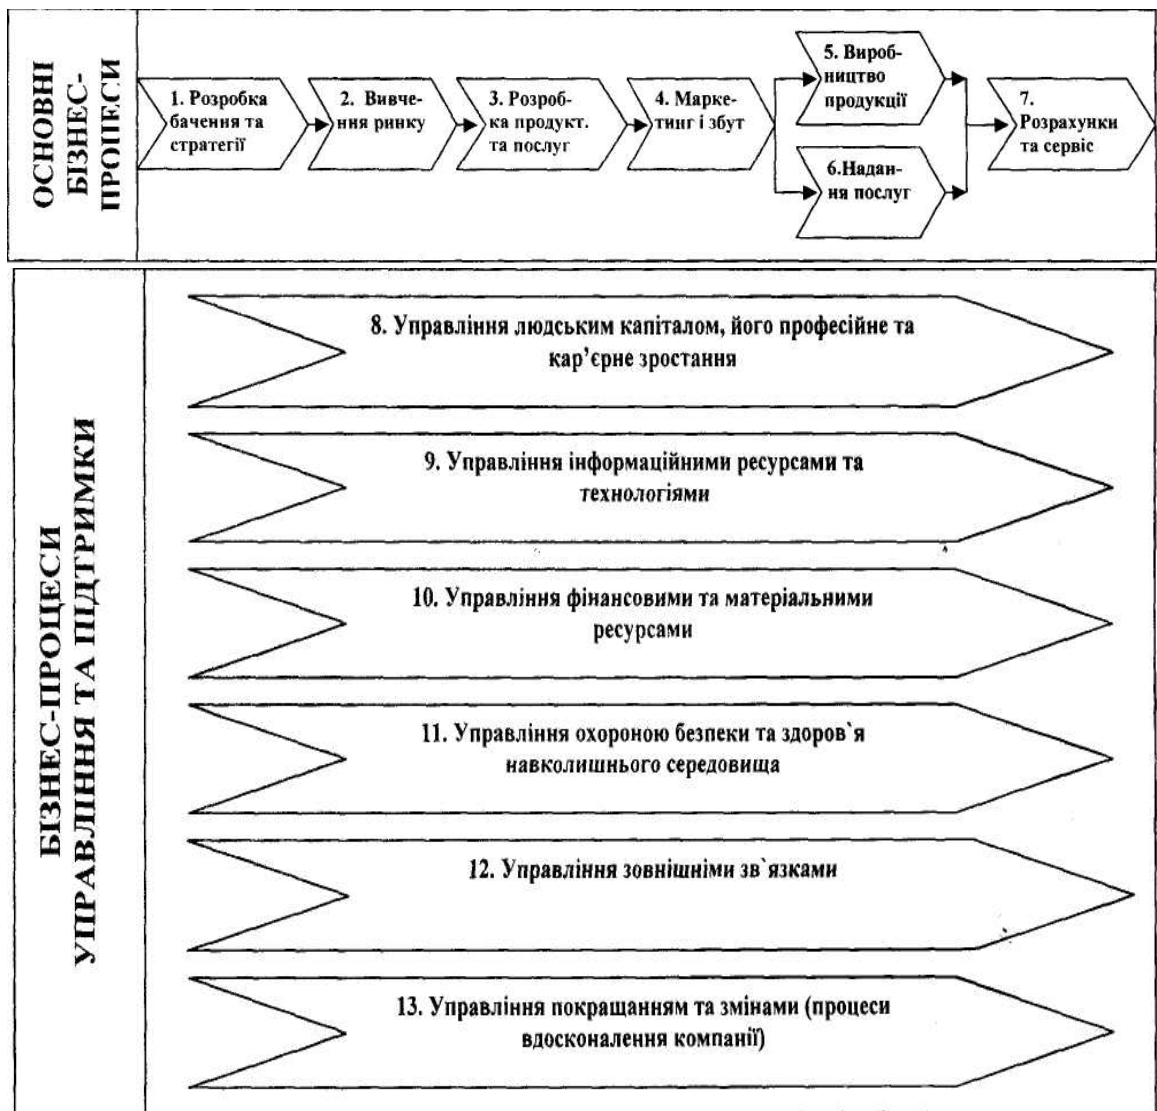 ОСНОВНІ
БІЗНЕС-
ПРОПЕСИ
1. Розробка
бачення та
стратегії
2. Вивче-
ення ринку
3. Розроб-
ка продукт.
та послуг
4. Марке-
тинг і збут
5. Вироб-
ництво
продукції
6.Надан-
ня послуг
7.
Розрахунки
та сервіс
БІЗНЕС-ПРОЦЕСИ
УПРАВЛІННЯ ТА ПІДТРИМКИ
8. Управління людським капіталом, його професійне та
кар’єрне зростання
9. Управління інформаційними ресурсами та
технологіями
10. Управління фінансовими та матеріальними
ресурсами
11. Управління охороною безпеки та здоров`я
навколишнього середовища
12. Управління зовнішніми зв`язками
13. Управління покращанням та змінами (процеси
вдосконалення компанії)